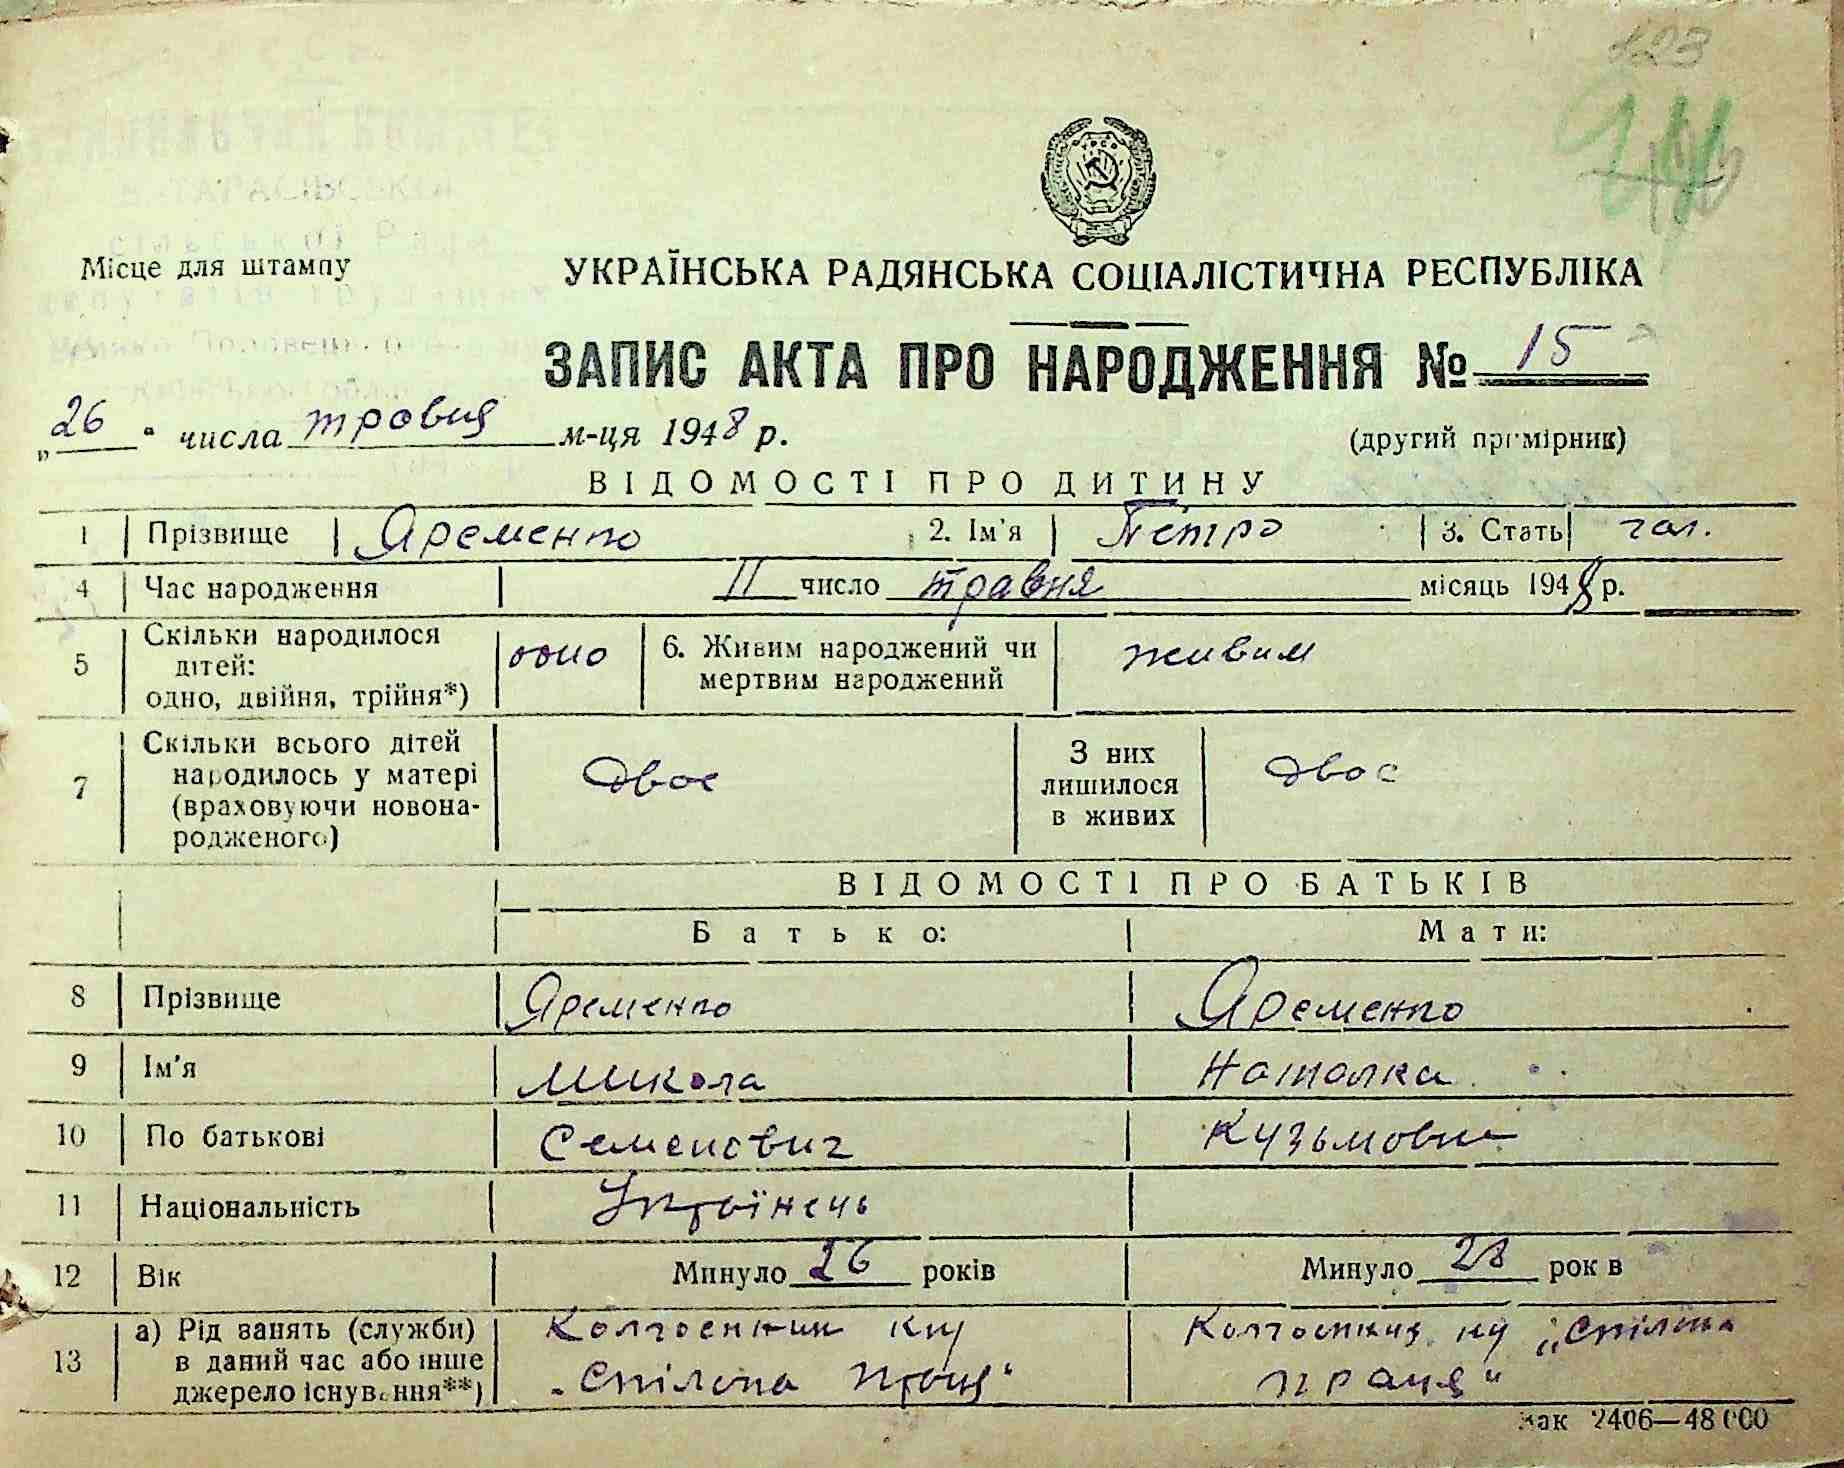 123
Місце для штампу
УКРАЇНСЬКА РАДЯНСЬКА СОЦІАЛІСТИЧНА РЕСПУБЛІКА
ЗАПИС АКТА ПРО НАРОДЖЕННЯ № 15
„26“ числа травня м-ця 1948 р.
(другий примірник)
ВІДОМОСТІ ПРО ДИТИНУ
1 Прізвище Яременко 2. Ім'я Петро 3. Стать чол.
4 Час народження 11 число травня місяць 1948 р.
5 Скільки народилося дітей: одно, двійня, трійня*) одно 6. Живим народжений чи мертвим народжений живим
7 Скільки всього дітей народилось у матері (враховуючи новонародженого) двоє З них лишилося в живих двоє
ВІДОМОСТІ ПРО БАТЬКІВ
Батько: Мати:
8 Прізвище Яременко Яременко
9 Ім'я Микола Наталка
10 По батькові Семенович Кузьмовна
11 Національність Українець
12 Вік Минуло 26 років Минуло 28 рок в
13 а) Рід занять (служби) в даний час або інше джерело існування**) Колгоспник к-гу „Спільна праця“ Колгоспниця к-гу „Спільна праця“
Зак 2406—48 000